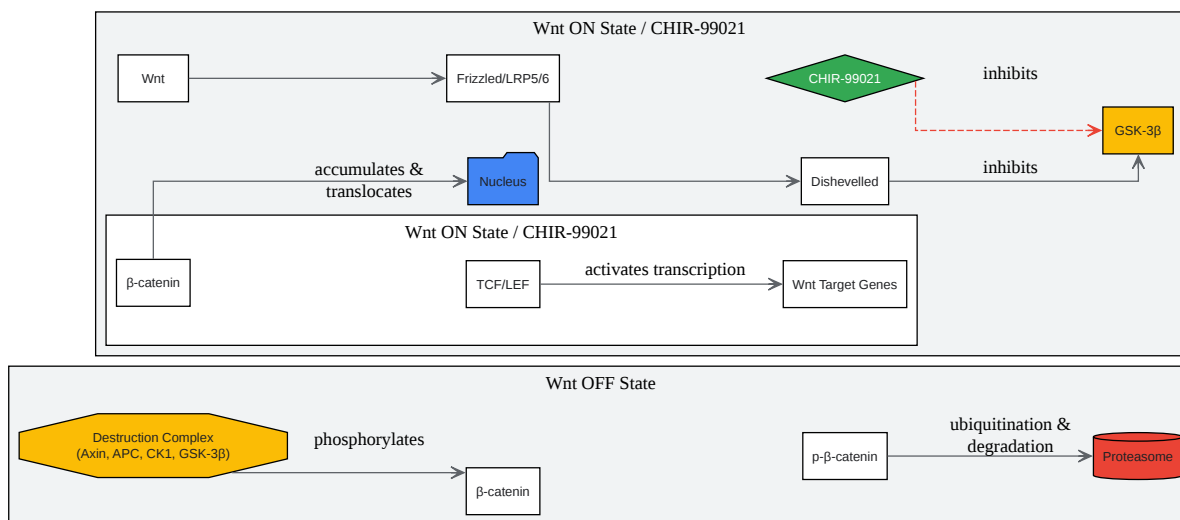 Wnt ON State / CHIR-99021
Wnt
Frizzled/LRP5/6
CHIR-99021
inhibits
GSK-3β
accumulates &
translocates
Nucleus
Dishevelled
inhibits
Wnt ON State / CHIR-99021
β-catenin
TCF/LEF
activates transcription
Wnt Target Genes
Wnt OFF State
Destruction Complex
(Axin, APC, CK1, GSK-3β)
phosphorylates
β-catenin
p-β-catenin
ubiquitination &
degradation
Proteasome